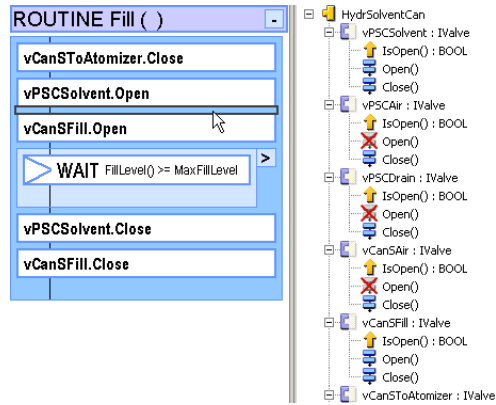 ROUTINE Fill ( )
-
vCanSToAtomizer.Close
vPSCSolvent.Open
vCanSFill.Open
WAIT FillLevel() >= MaxFillLevel
>
vPSCSolvent.Close
vCanSFill.Close
HydrSolventCan
vPSCSolvent : IValve
IsOpen() : BOOL
Open()
Close()
vPSCAir : IValve
IsOpen() : BOOL
Open()
Close()
vPSCDrain : IValve
IsOpen() : BOOL
Open()
Close()
vCanSAir : IValve
IsOpen() : BOOL
Open()
Close()
vCanSFill : IValve
IsOpen() : BOOL
Open()
Close()
vCanSToAtomizer : IValve